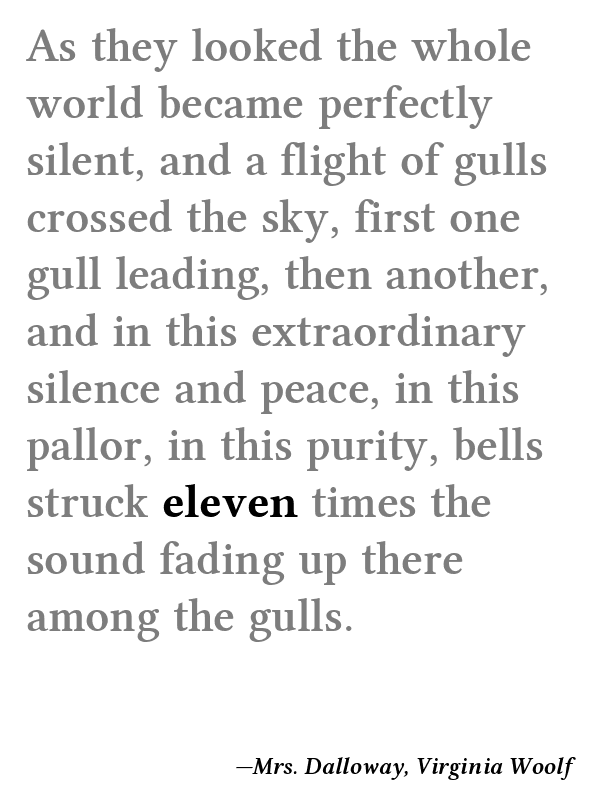 As they looked the whole
world became perfectly
silent, and a flight of gulls
crossed the sky, first one
gull leading, then another,
and in this extraordinary
silence and peace, in this
pallor, in this purity, bells
struck eleven times the
sound fading up there
among the gulls.
—Mrs. Dalloway, Virginia Woolf